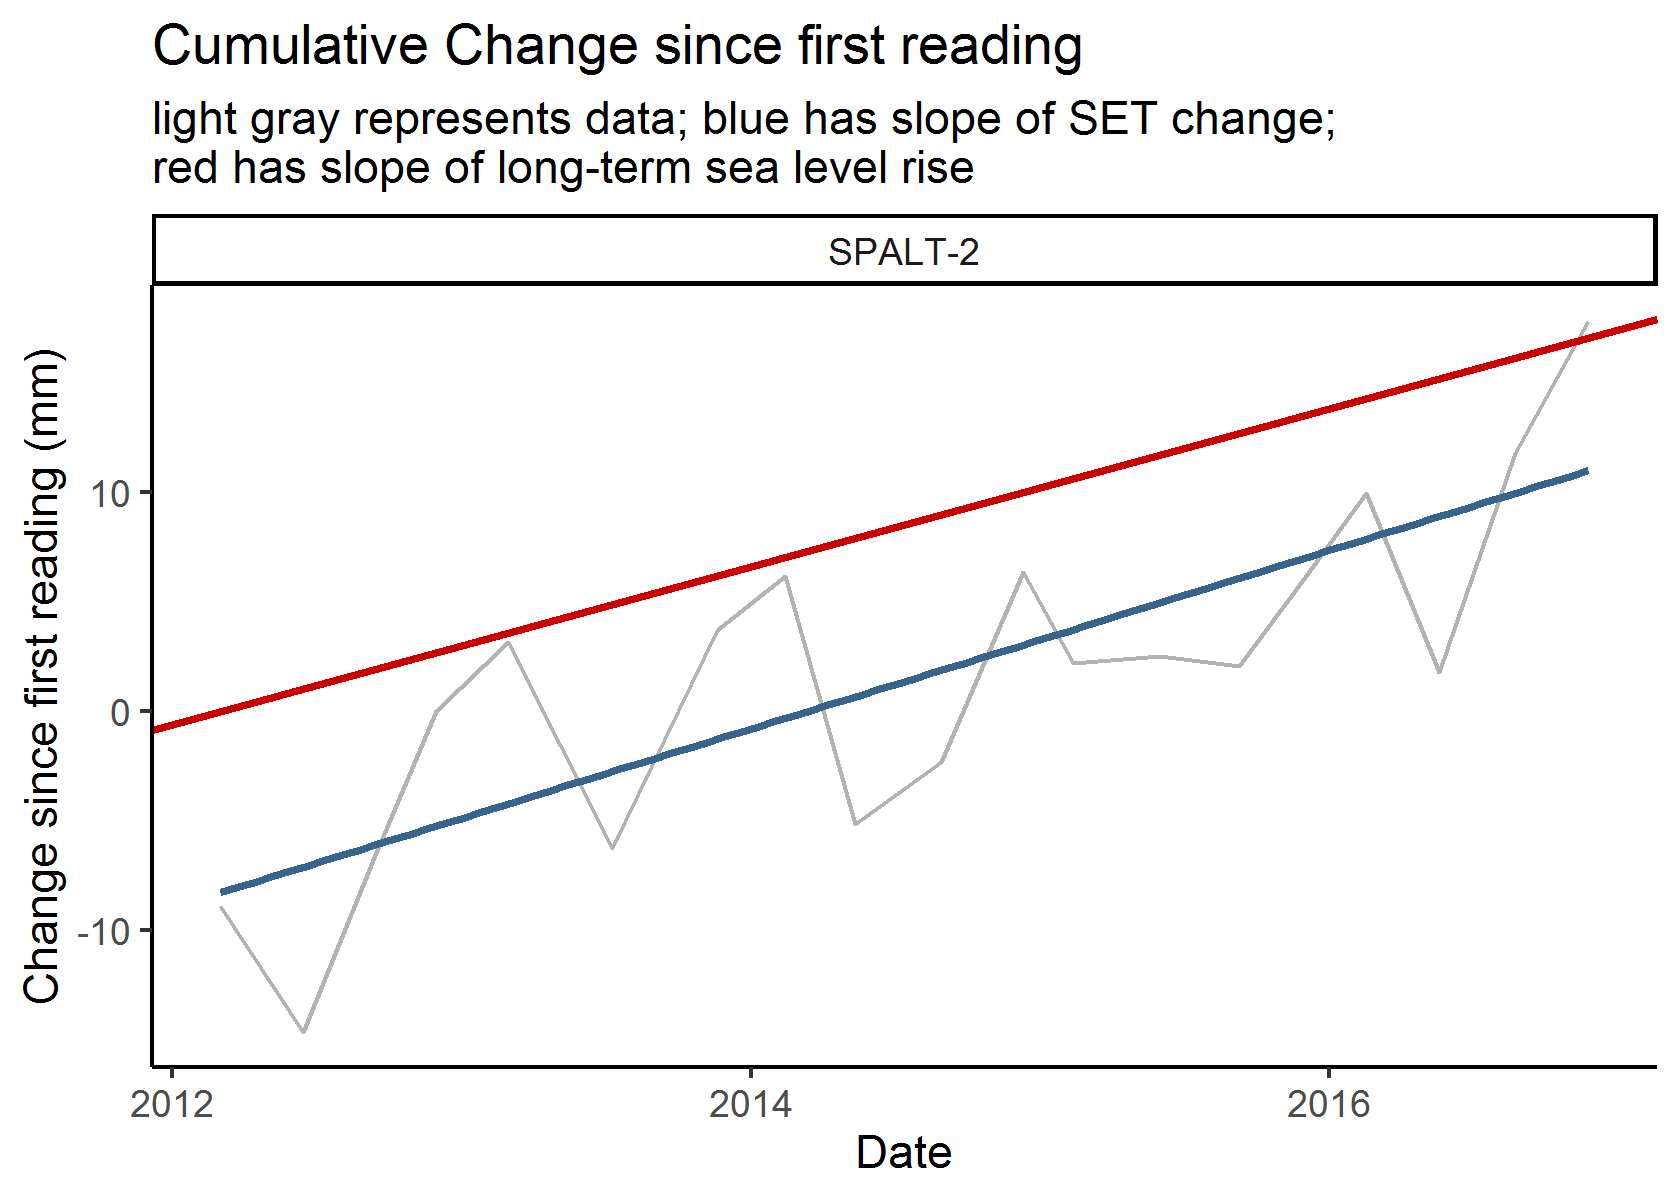 Cumulative Change since first reading
light gray represents data; blue has slope of SET change;
red has slope of long-term sea level rise
SPALT-2
Change since first reading (mm)
10
0
-10
2012
2014
2016
Date